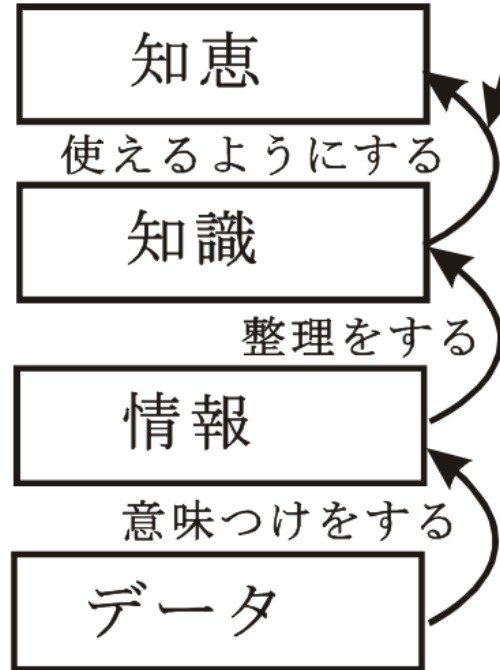 知恵
使えるようにする
知識
整理をする
情報
意味つけをする
データ